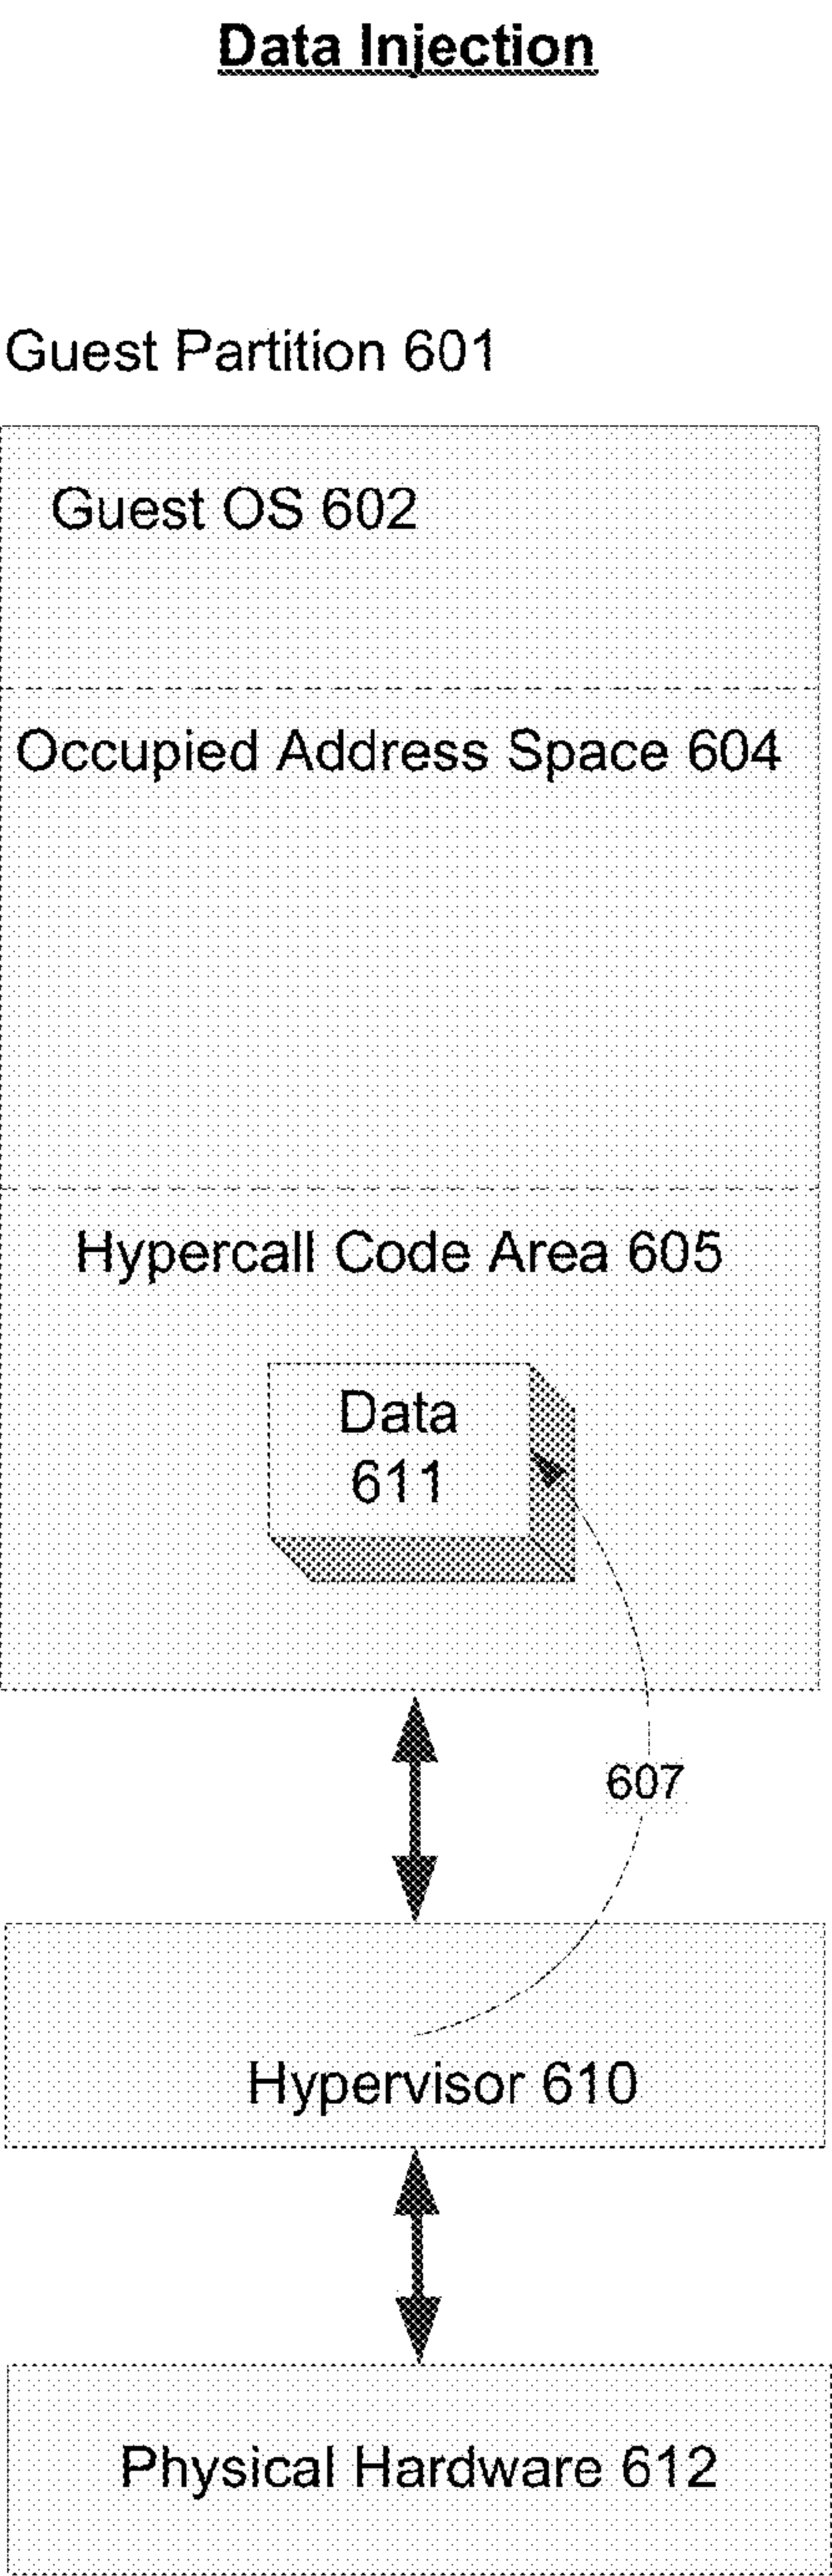 Data Injection
Guest Partition 601
Guest OS 602
Occupied Address Space 604
Hypercall Code Area 605
Data
611
607
Hypervisor 610
Physical Hardware 612